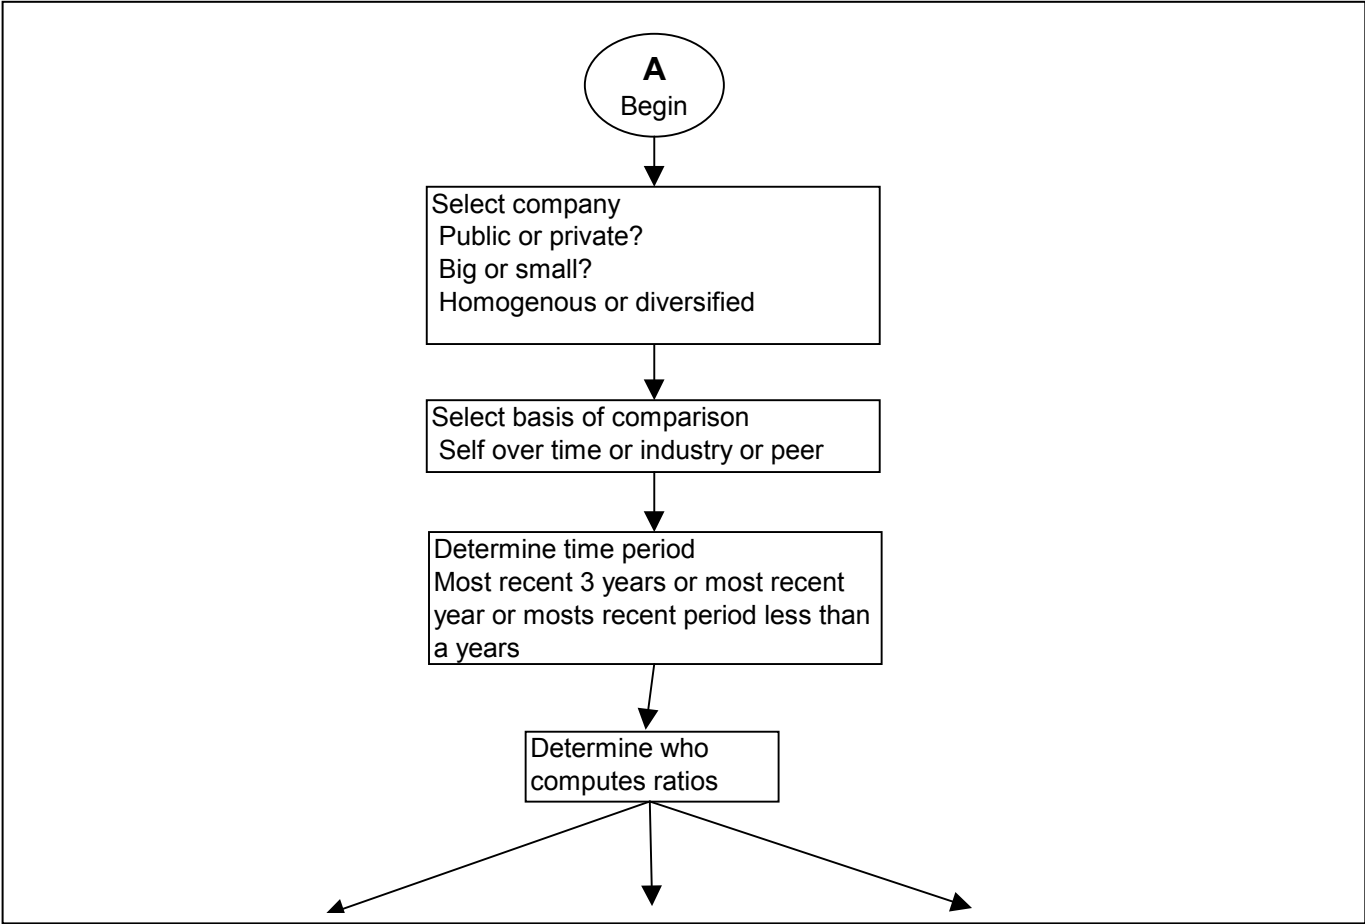 A
Begin
Select company
Public or private?
Big or small?
Homogenous or diversified
Select basis of comparison
Self over time or industry or peer
Determine time period
Most recent 3 years or most recent
year or mosts recent period less than
a years
Determine who
computes ratios